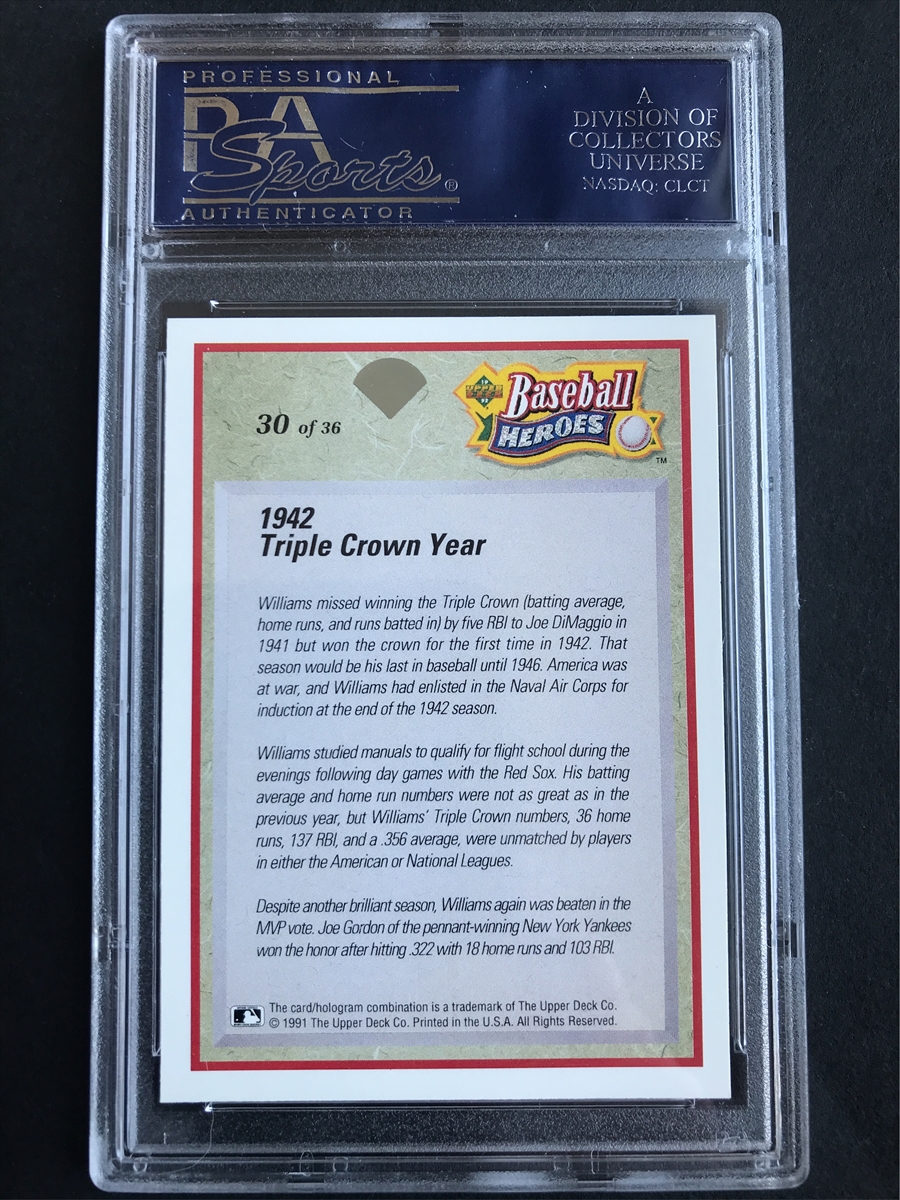 PROFESSIONAL
PSA
Sports®
AUTHENTICATOR
A
DIVISION OF
COLLECTORS
UNIVERSE
NASDAQ: CLCT
30 of 36
19 92
UPPER DECK
Baseball
HEROES
TM
1942
Triple Crown Year
Williams missed winning the Triple Crown (batting average,
home runs, and runs batted in) by five RBI to Joe DiMaggio in
1941 but won the crown for the first time in 1942. That
season would be his last in baseball until 1946. America was
at war, and Williams had enlisted in the Naval Air Corps for
induction at the end of the 1942 season.
Williams studied manuals to qualify for flight school during the
evenings following day games with the Red Sox. His batting
average and home run numbers were not as great as in the
previous year, but Williams' Triple Crown numbers, 36 home
runs, 137 RBI, and a .356 average, were unmatched by players
in either the American or National Leagues.
Despite another brilliant season, Williams again was beaten in the
MVP vote. Joe Gordon of the pennant-winning New York Yankees
won the honor after hitting .322 with 18 home runs and 103 RBI.
The card/hologram combination is a trademark of The Upper Deck Co.
© 1991 The Upper Deck Co. Printed in the U.S.A. All Rights Reserved.